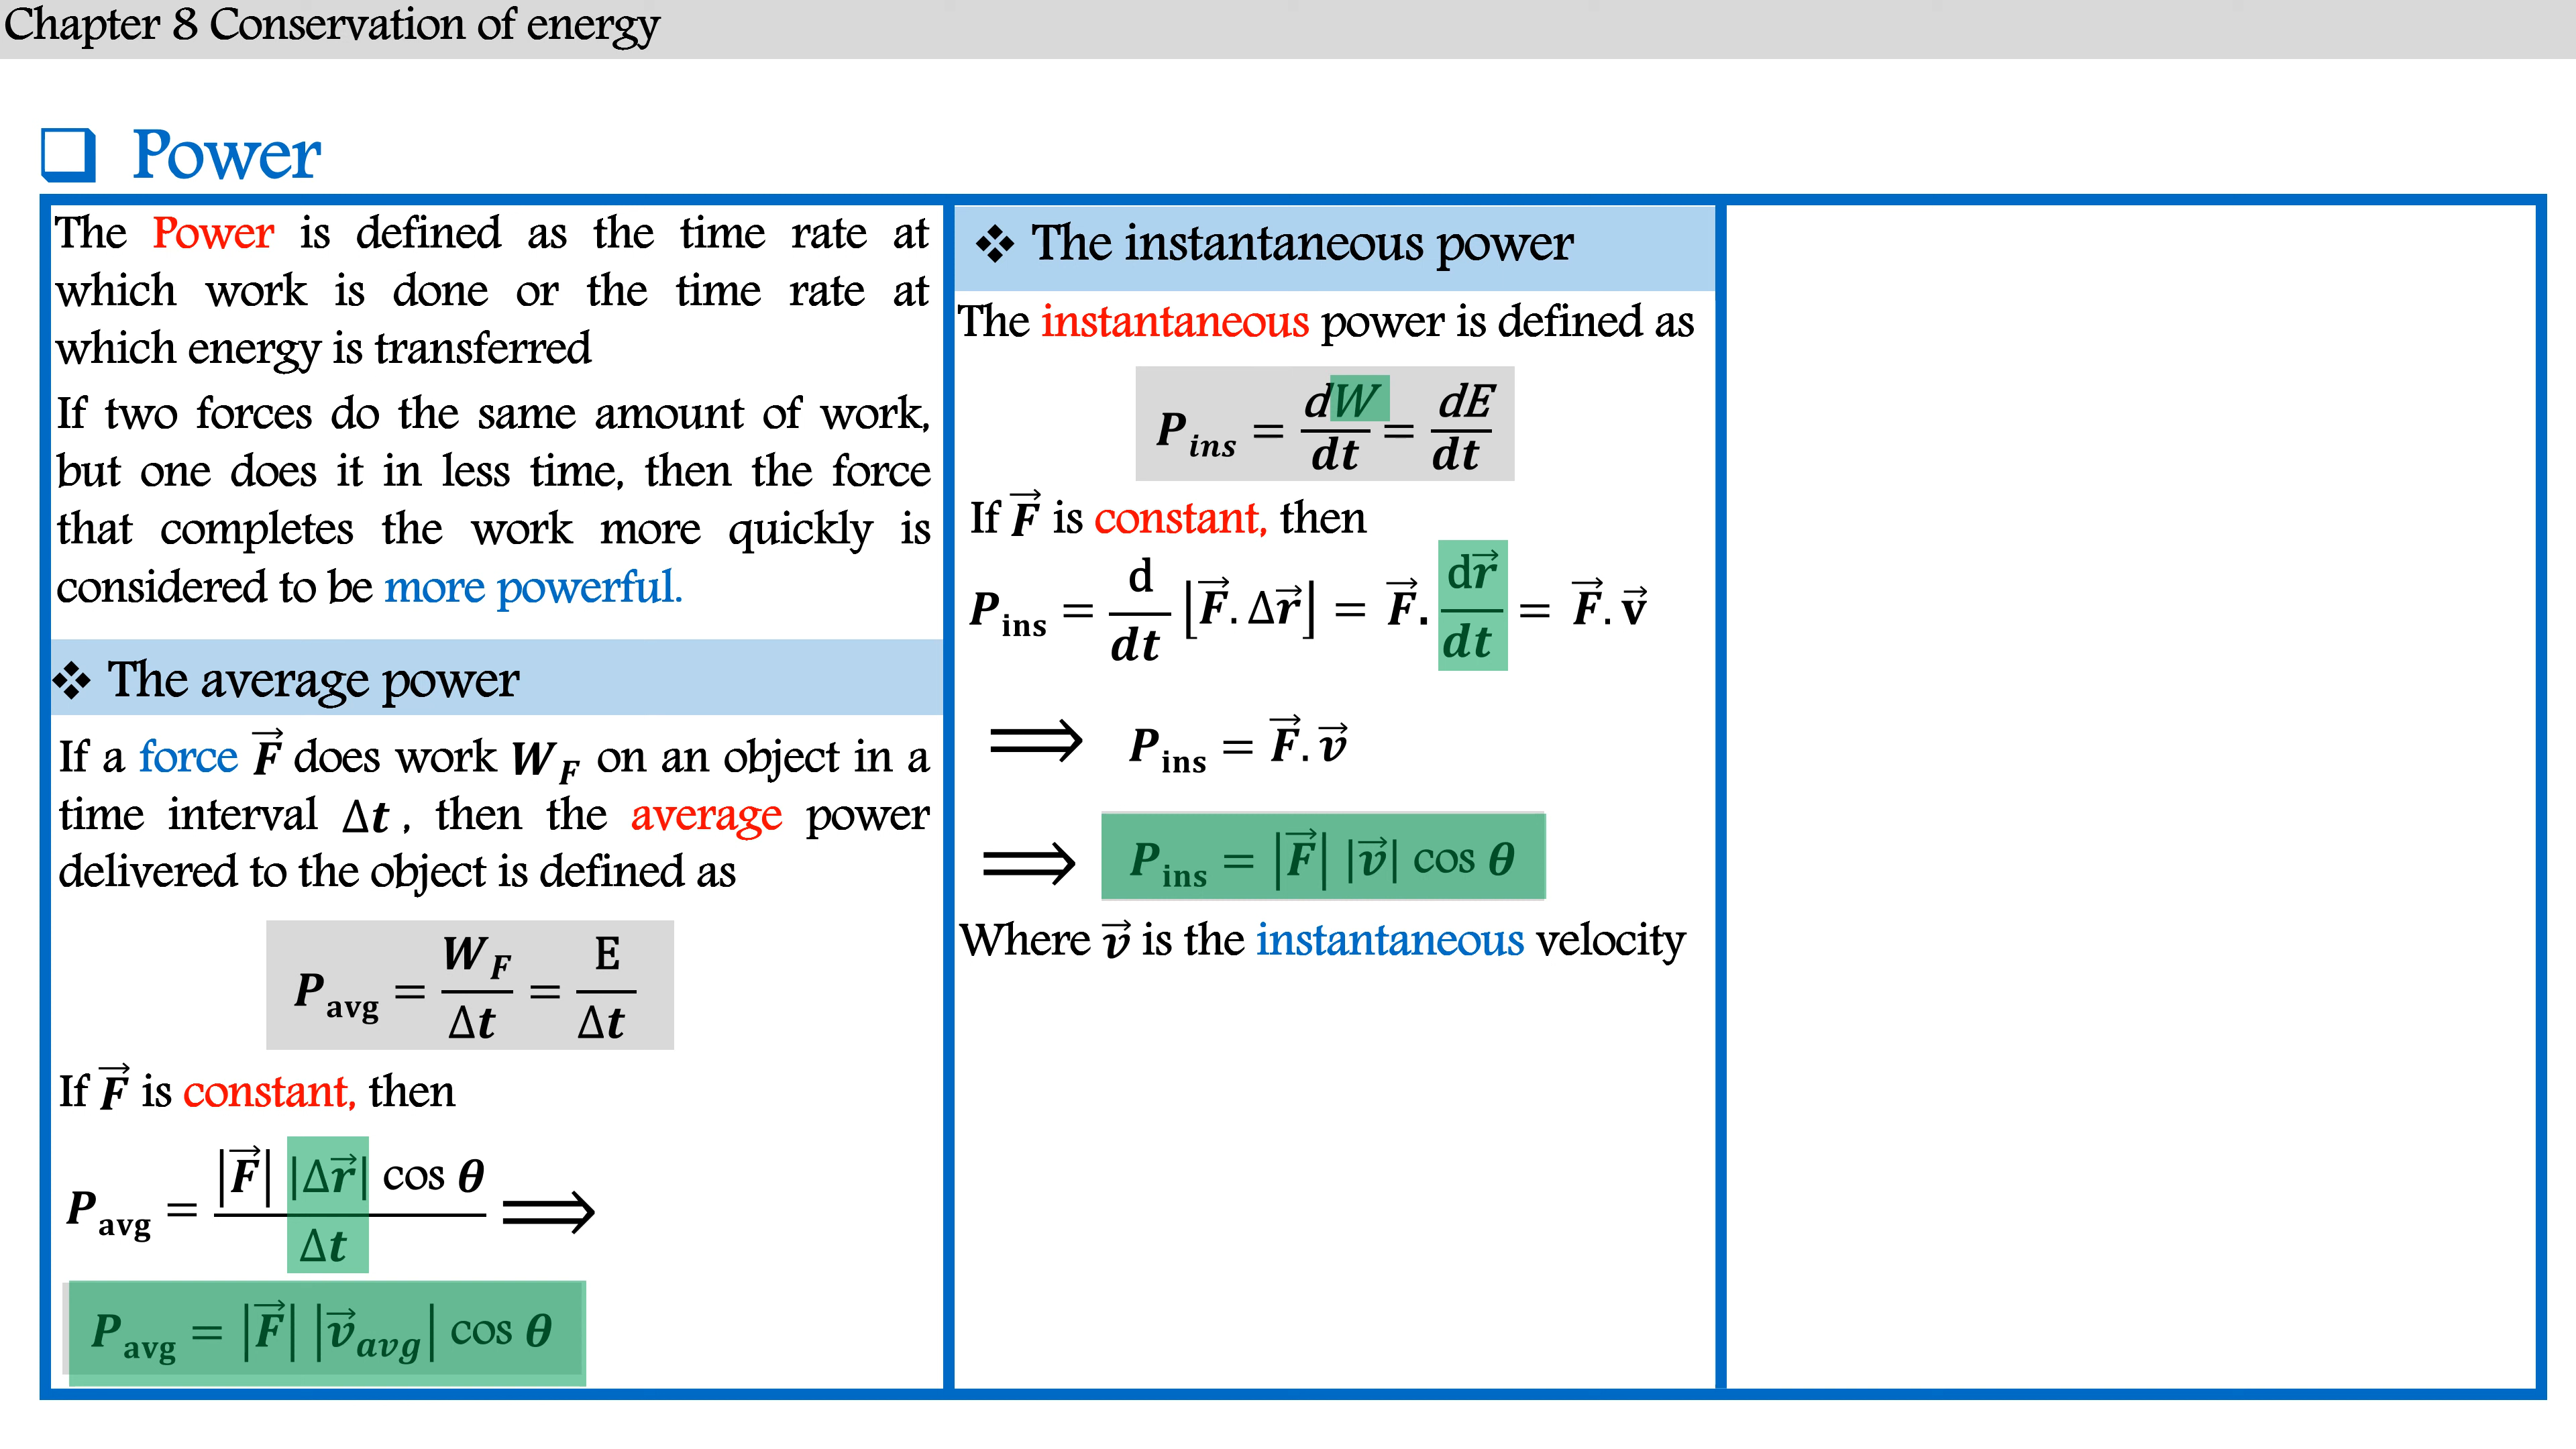 Chapter 8 Conservation of energy
❑ Power
The Power is defined as the time rate at
which work is done or the time rate at
which energy is transferred
If two forces do the same amount of work,
but one does it in less time, then the force
that completes the work more quickly is
considered to be more powerful.
❖ The average power
If a force F⃗ does work W_F on an object in a
time interval Δt , then the average power
delivered to the object is defined as
P_avg = W_F/Δt = E/Δt
If F⃗ is constant, then
P_avg = |F⃗| |Δr⃗| cos θ / Δt ⟹
P_avg = |F⃗| |v⃗_avg| cos θ
❖ The instantaneous power
The instantaneous power is defined as
P_ins = dW/dt = dE/dt
If F⃗ is constant, then
P_ins = d/dt [F⃗. Δr⃗] = F⃗. dr⃗/dt = F⃗. v⃗
⟹ P_ins = F⃗. v⃗
⟹ P_ins = |F⃗| |v⃗| cos θ
Where v⃗ is the instantaneous velocity